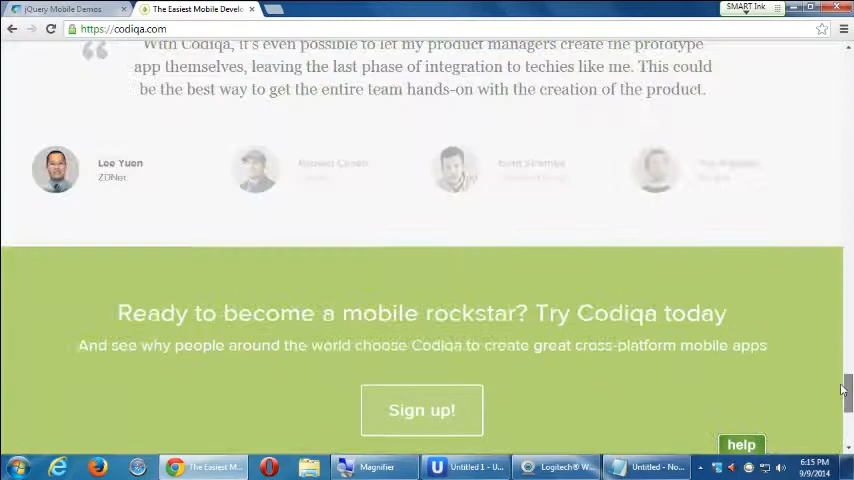 jQuery Mobile Demos
The Easiest Mobile Develo
SMART Ink
https://codiqa.com
With Codiqa, it's even possible to let my product managers create the prototype
app themselves, leaving the last phase of integration to techies like me. This could
be the best way to get the entire team hands-on with the creation of the product.
Lee Yuen
ZDNet
Ready to become a mobile rockstar? Try Codiqa today
And see why people around the world choose Codiqa to create great cross-platform mobile apps
Sign up!
help
The Easiest M...
Magnifier
Untitled 1 - U...
Logitech® W...
Untitled - No...
6:15 PM
9/9/2014